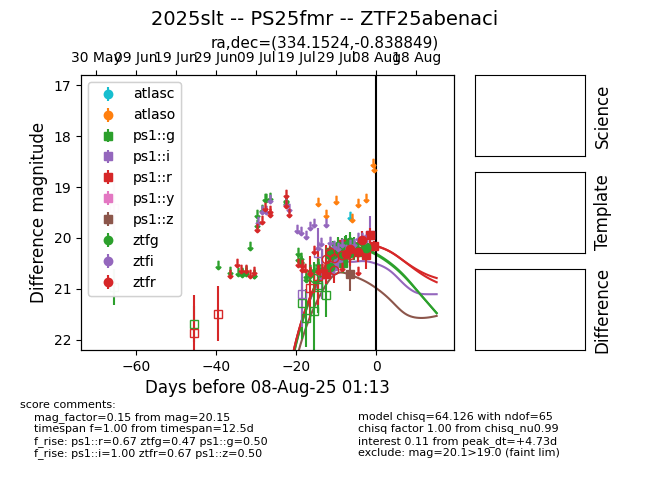 2025slt -- PS25fmr -- ZTF25abenaci
ra,dec=(334.1524,-0.838849)
30 May 09 Jun 19 Jun 29 Jun 09 Jul 19 Jul 29 Jul 08 Aug 18 Aug
17
18
19
20
21
22
Difference magnitude
atlasc
atlaso
ps1::g
ps1::i
ps1::r
ps1::y
ps1::z
ztfg
ztfi
ztfr
−60 −40 −20 0
Days before 08-Aug-25 01:13
Science
Template
Difference
score comments:
mag_factor=0.15 from mag=20.15
timespan f=1.00 from timespan=12.5d
f_rise: ps1::r=0.67 ztfg=0.47 ps1::g=0.50
f_rise: ps1::i=1.00 ztfr=0.67 ps1::z=0.50
model chisq=64.126 with ndof=65
chisq factor 1.00 from chisq_nu0.99
interest 0.11 from peak_dt=+4.73d
exclude: mag=20.1>19.0 (faint lim)